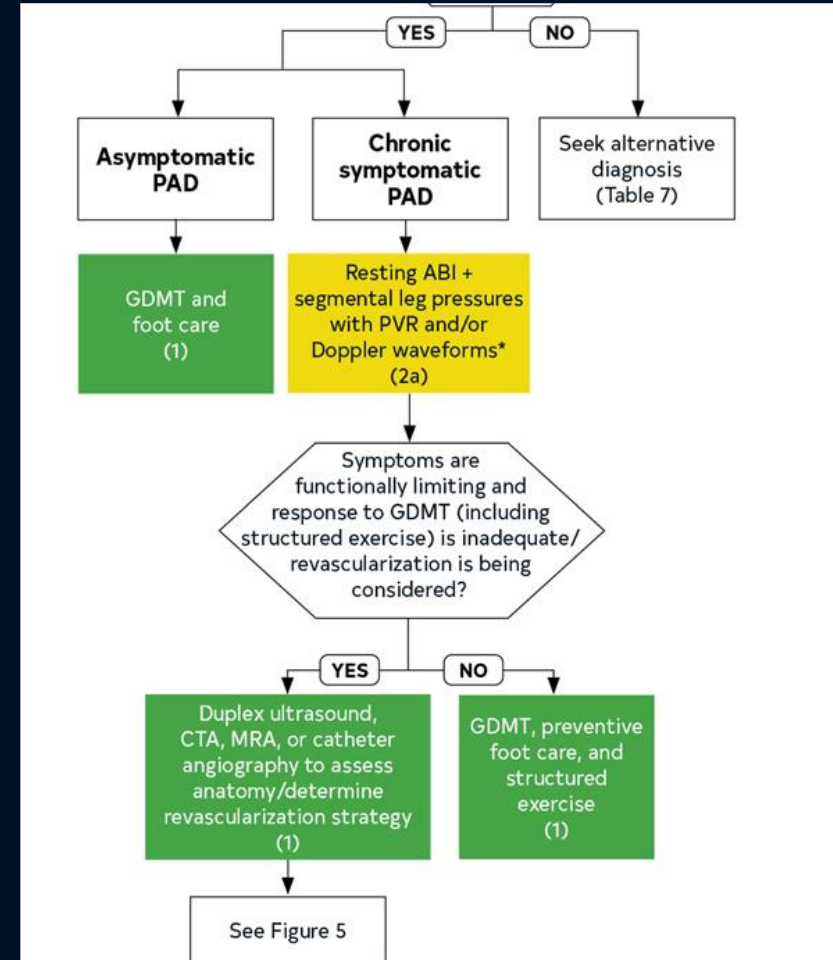 YES
NO
Asymptomatic
PAD
Chronic
symptomatic
PAD
Seek alternative
diagnosis
(Table 7)
GDMT and
foot care
(1)
Resting ABI +
segmental leg pressures
with PVR and/or
Doppler waveforms*
(2a)
Symptoms are
functionally limiting and
response to GDMT (including
structured exercise) is inadequate/
revascularization is being
considered?
YES
NO
Duplex ultrasound,
CTA, MRA, or catheter
angiography to assess
anatomy/determine
revascularization strategy
(1)
GDMT, preventive
foot care, and
structured
exercise
(1)
See Figure 5